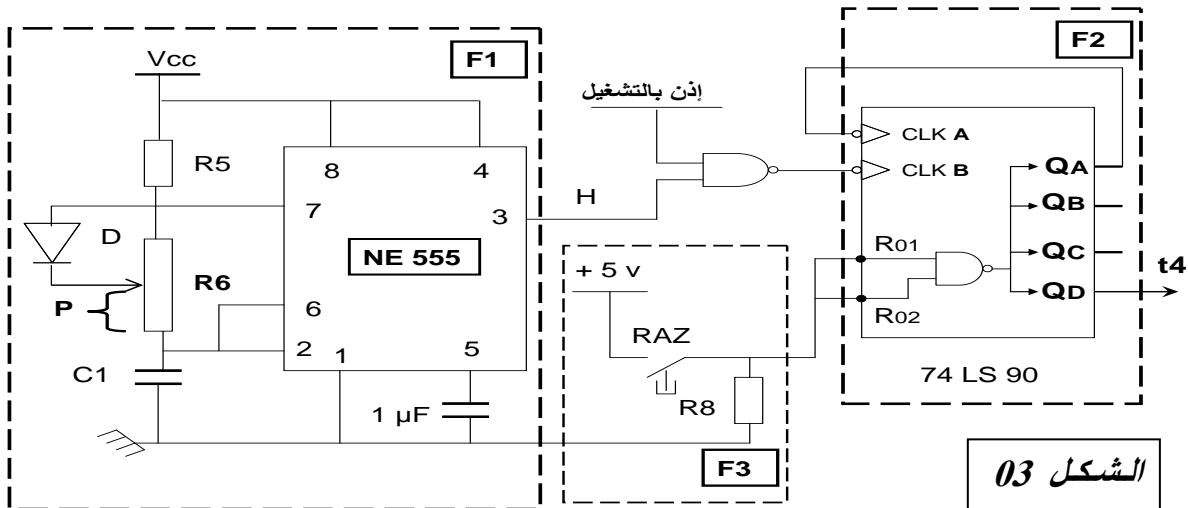 F1
Vcc
R5
D
R6
P
C1
8
4
7
3
NE 555
6
2
1
5
1 µF
H
إذن بالتشغيل
+ 5 v
RAZ
R8
F3
F2
CLK A
CLK B
QA
QB
QC
QD
R01
R02
t4
74 LS 90
الشكل 03